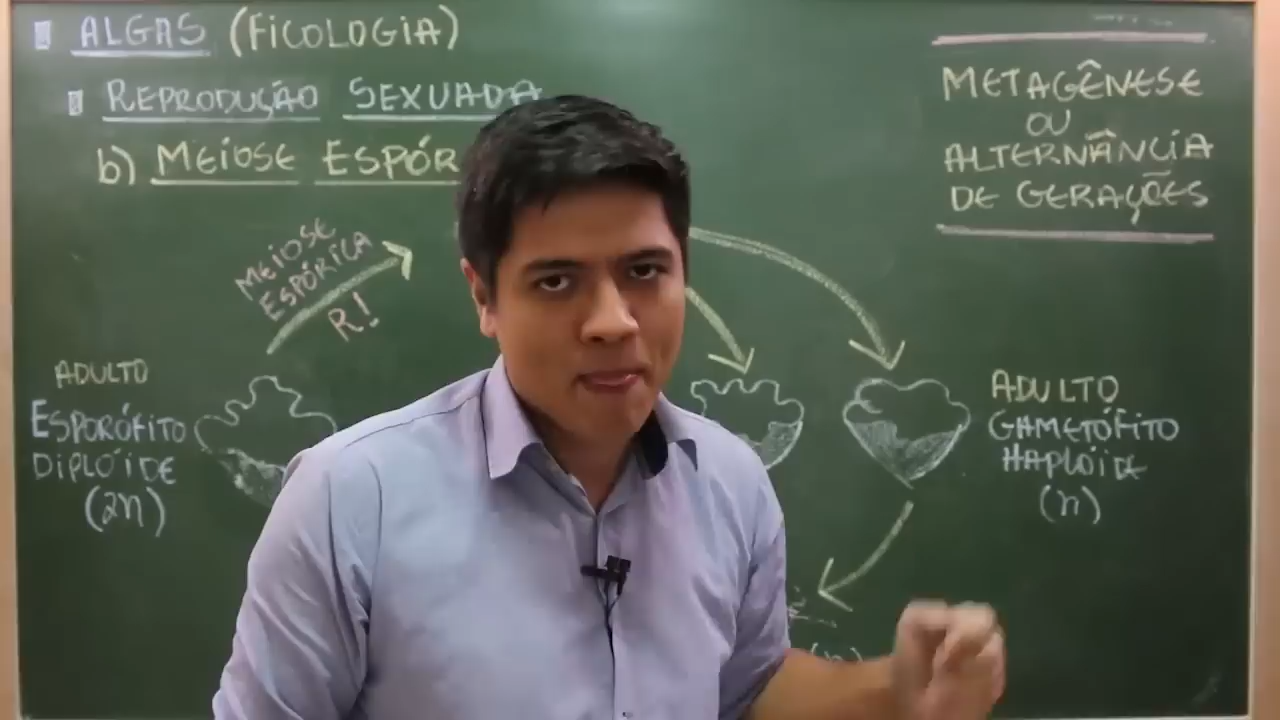 ALGAS (FICOLOGIA)
REPRODUÇÃO SEXUADA
b) MEIOSE ESPÓR
METAGÊNESE
OU
ALTERNÂNCIA
DE GERAÇÕES
MEIOSE
ESPÓRICA
R!
ADULTO
ESPORÓFITO
DIPLÓIDE
(2n)
ADULTO
GAMETÓFITO
HAPLÓIDE
(n)
(n)